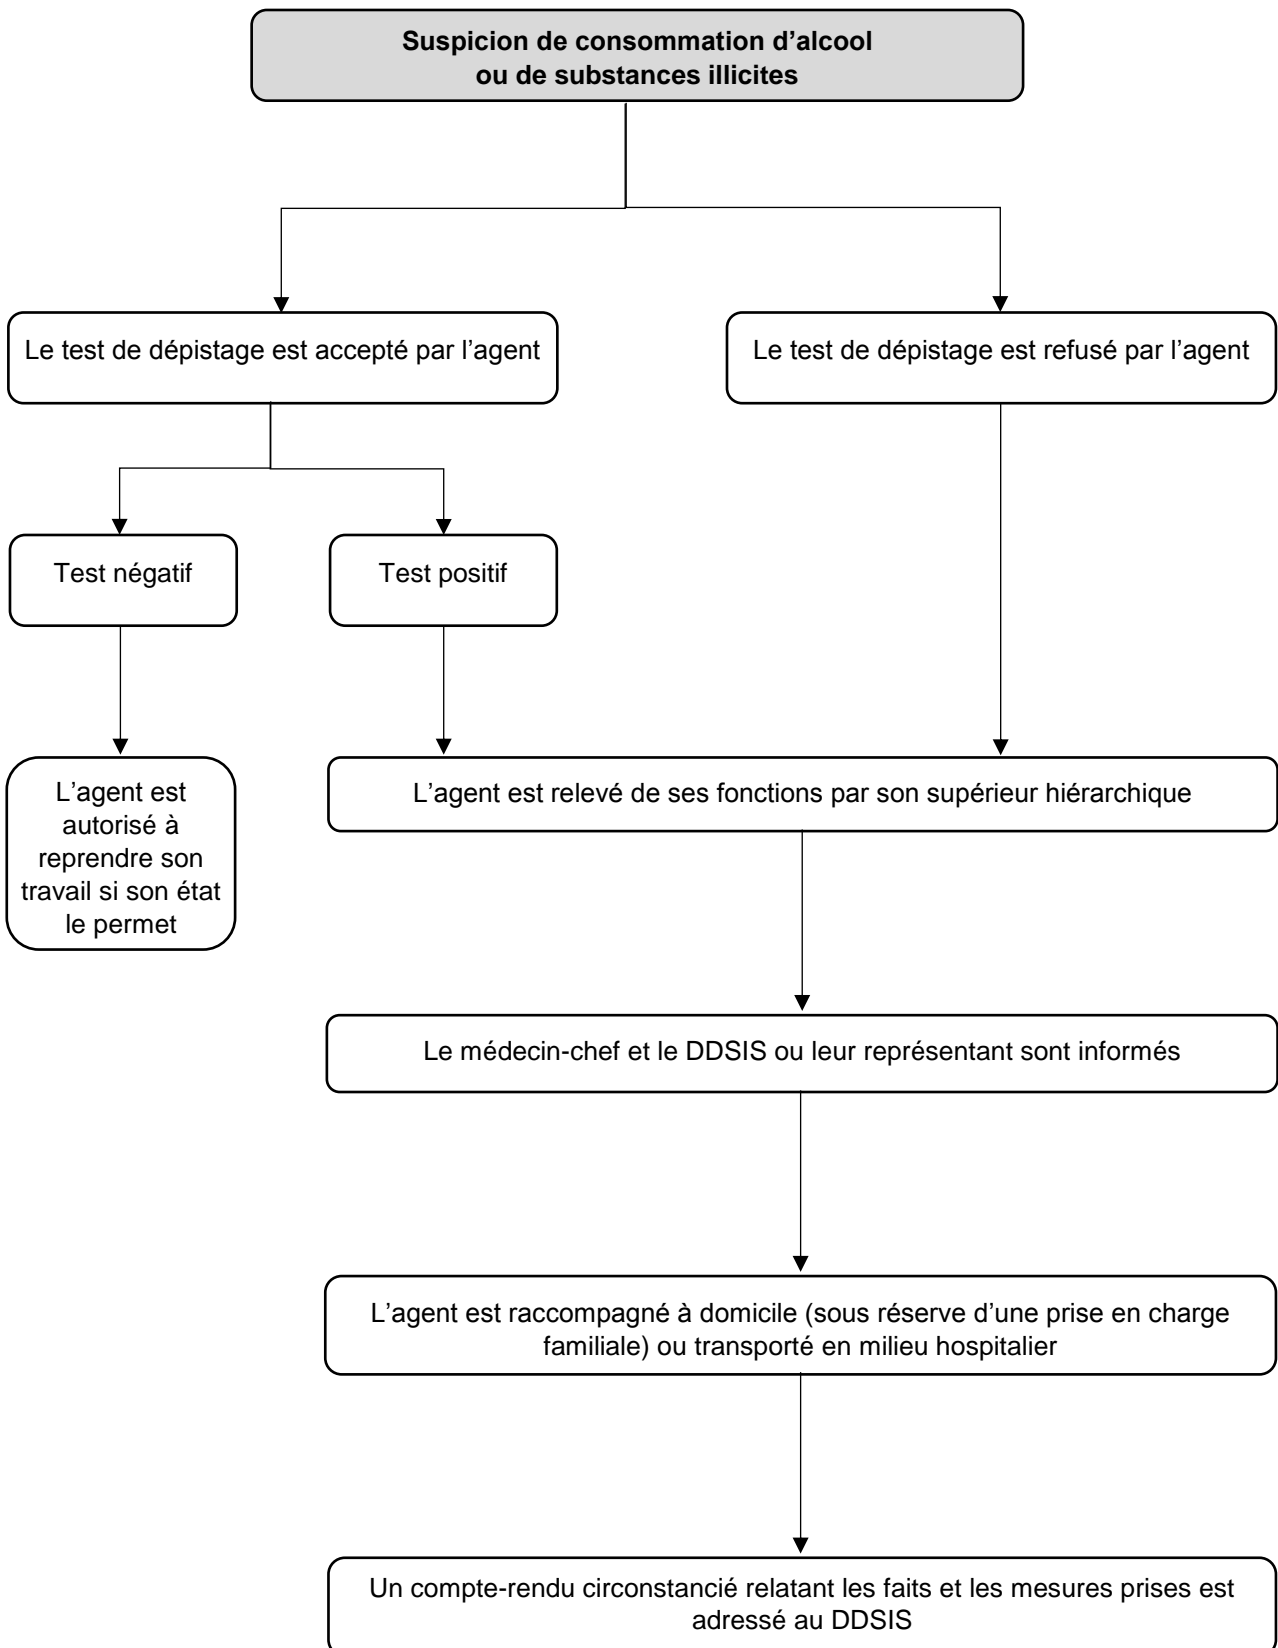 Suspicion de consommation d’alcool
ou de substances illicites
Le test de dépistage est accepté par l’agent
Le test de dépistage est refusé par l’agent
Test négatif
Test positif
L’agent est
autorisé à
reprendre son
travail si son état
le permet
L’agent est relevé de ses fonctions par son supérieur hiérarchique
Le médecin-chef et le DDSIS ou leur représentant sont informés
L’agent est raccompagné à domicile (sous réserve d’une prise en charge
familiale) ou transporté en milieu hospitalier
Un compte-rendu circonstancié relatant les faits et les mesures prises est
adressé au DDSIS